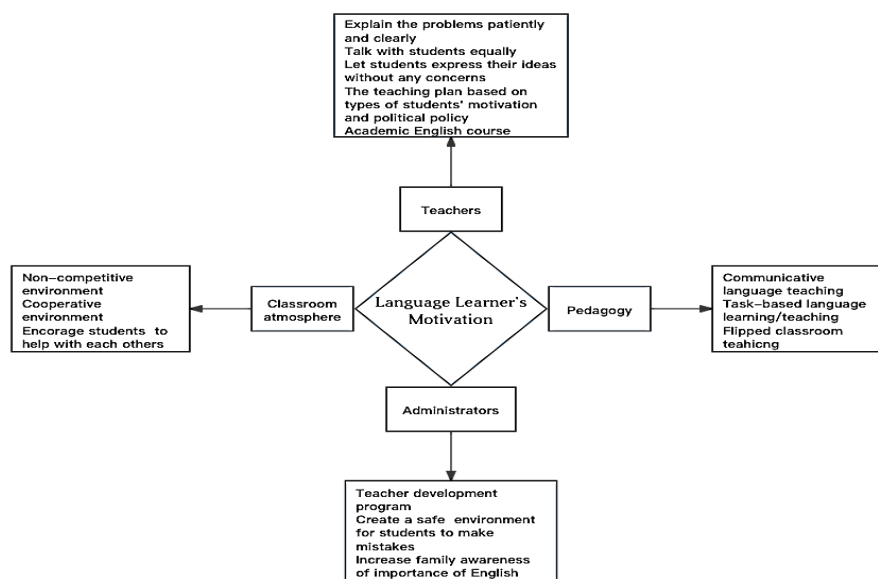 Explain the problems patiently
and clearly
Talk with students equally
Let students express their ideas
without any concerns
The teaching plan based on
types of students' motivation
and political policy
Academic English course
Teachers
Non-competitive
environment
Cooperative
environment
Encorage students to
help with each others
Classroom
atmosphere
Language Learner's
Motivation
Pedagogy
Communicative
language teaching
Task-based language
learning/teaching
Flipped classroom
teahicng
Administrators
Teacher development
program
Create a safe environment
for students to make
mistakes
Increase family awareness
of importance of English